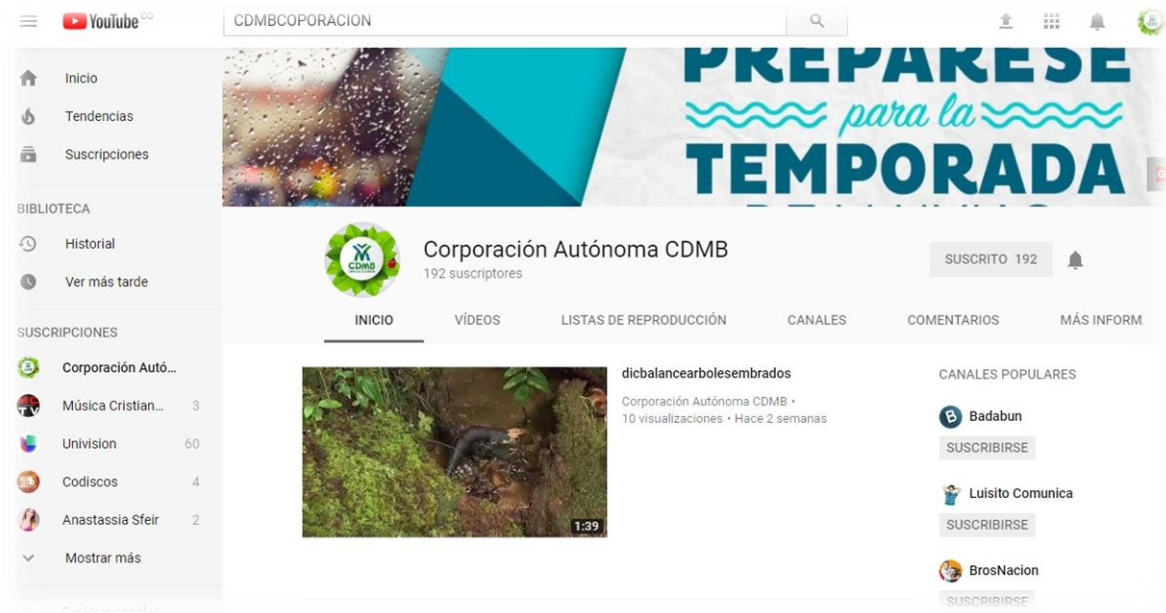 YouTube CO
CDMBCOPORACION
Inicio
Tendencias
Suscripciones
BIBLIOTECA
Historial
Ver más tarde
SUSCRIPCIONES
Corporación Autó...
Música Cristian... 3
Univision 60
Codiscos 4
Anastassia Sfeir 2
Mostrar más
PREPÁRESE
para la
TEMPORADA
CDMB
Corporación Autónoma CDMB
192 suscriptores
SUSCRITO 192
INICIO VÍDEOS LISTAS DE REPRODUCCIÓN CANALES COMENTARIOS MÁS INFORM
1:39
dicbalancearbolesembrados
Corporación Autónoma CDMB •
10 visualizaciones • Hace 2 semanas
CANALES POPULARES
Badabun
SUSCRIBIRSE
Luisito Comunica
SUSCRIBIRSE
BrosNacion
SUSCRIBIRSE